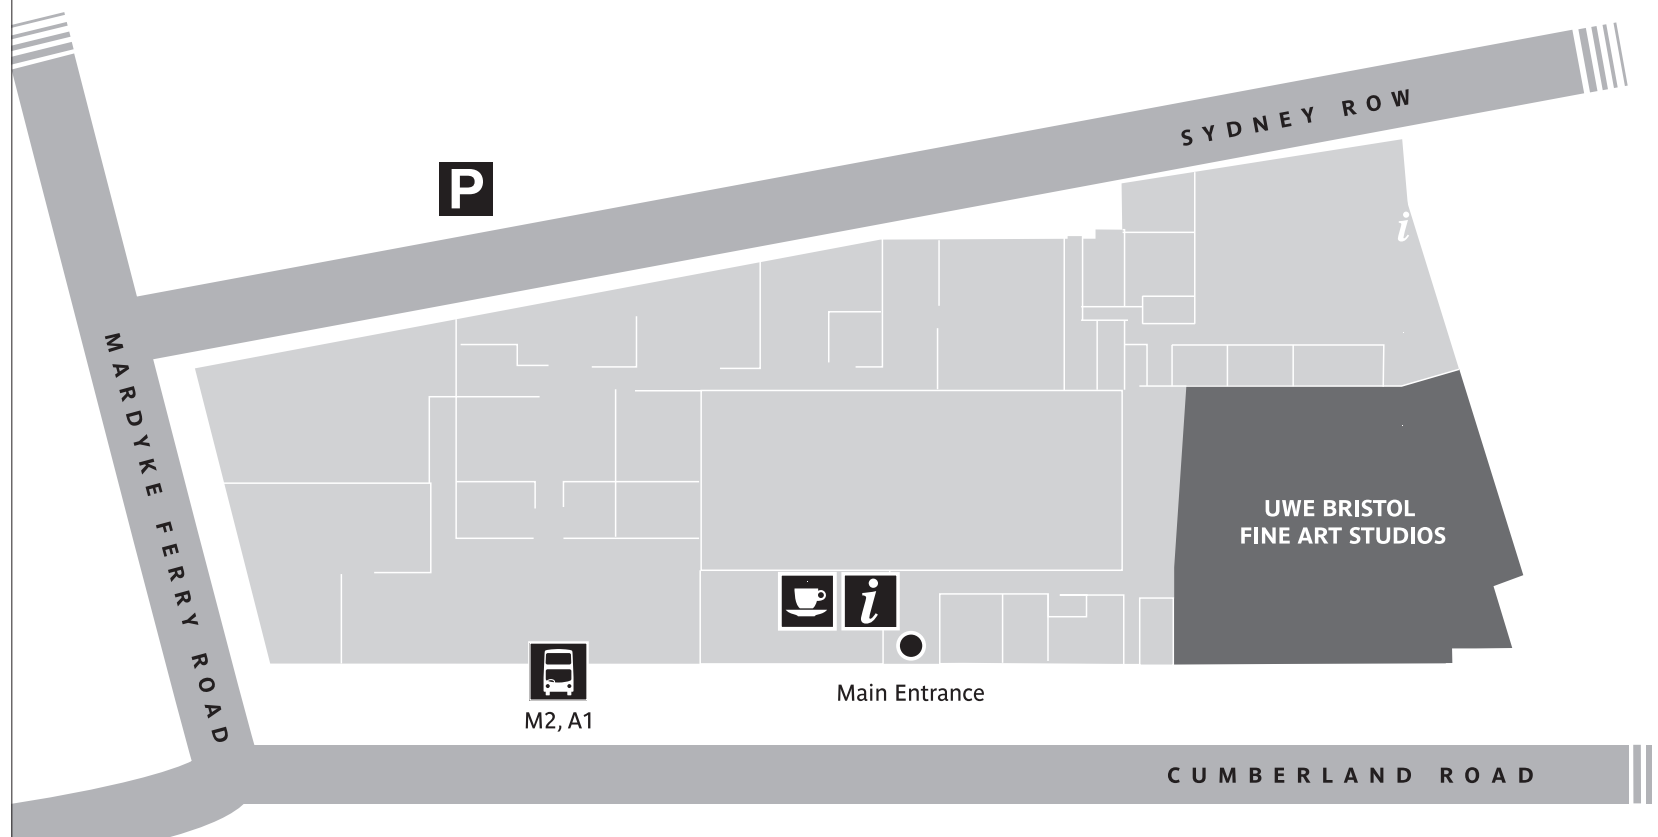 SYDNEY ROW
P
i
MARDYKE FERRY ROAD
UWE BRISTOL
FINE ART STUDIOS
i
Main Entrance
M2, A1
CUMBERLAND ROAD